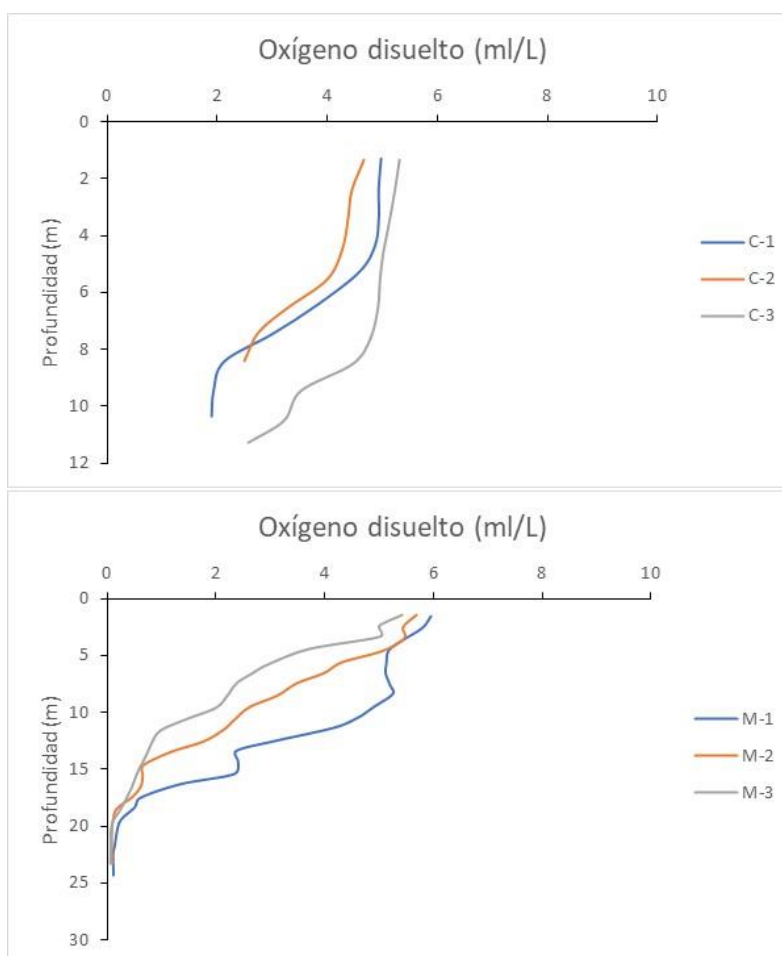 Oxígeno disuelto (ml/L)
0 2 4 6 8 10
0
2
4
6
8
10
12
Profundidad (m)
C-1
C-2
C-3
Oxígeno disuelto (ml/L)
0 2 4 6 8 10
0
5
10
15
20
25
30
Profundidad (m)
M-1
M-2
M-3